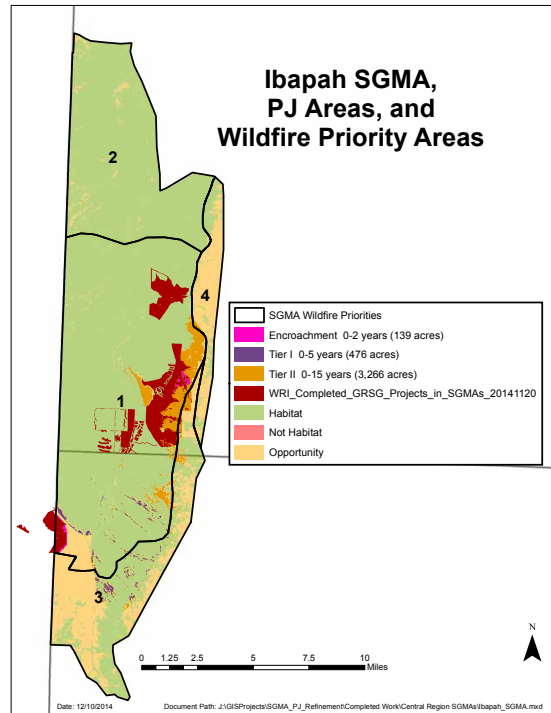 Ibapah SGMA,
PJ Areas, and
Wildfire Priority Areas
2
4
1
3
SGMA Wildfire Priorities
Encroachment 0-2 years (139 acres)
Tier I 0-5 years (476 acres)
Tier II 0-15 years (3,266 acres)
WRI_Completed_GRSG_Projects_in_SGMAs_20141120
Habitat
Not Habitat
Opportunity
N
0 1.25 2.5 5 7.5 10
Miles
Date: 12/10/2014 Document Path: J:\GISProjects\SGMA_PJ_Refinement\Completed Work\Central Region SGMAs\Ibapah_SGMA.mxd